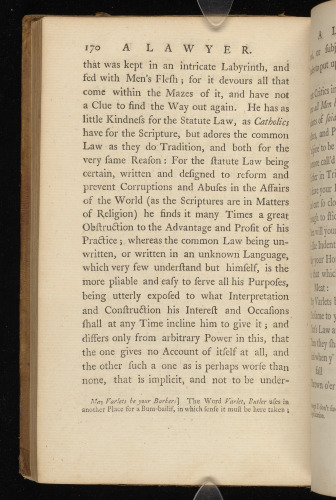 170 A LAWYER.
that was kept in an intricate Labyrinth, and
fed with Men's Fleſh; for it devours all that
come within the Mazes of it, and have not
a Clue to find the Way out again. He has as
little Kindneſs for the Statute Law, as Catholics
have for the Scripture, but adores the common
Law as they do Tradition, and both for the
very ſame Reaſon: For the ſtatute Law being
certain, written and deſigned to reform and
prevent Corruptions and Abuſes in the Affairs
of the World (as the Scriptures are in Matters
of Religion) he finds it many Times a great
Obſtruction to the Advantage and Profit of his
Practice; whereas the common Law being un-
written, or written in an unknown Language,
which very few underſtand but himſelf, is the
more pliable and eaſy to ſerve all his Purpoſes,
being utterly expoſed to what Interpretation
and Conſtruction his Intereſt and Occaſions
ſhall at any Time incline him to give it; and
differs only from arbitrary Power in this, that
the one gives no Account of itſelf at all, and
the other ſuch a one as is perhaps worſe than
none, that is implicit, and not to be under-
May Varlets be your Barber.] The Word Varlet, Butler uſes in
another Place for a Bum-bailif, in which ſenſe it muſt be here taken;